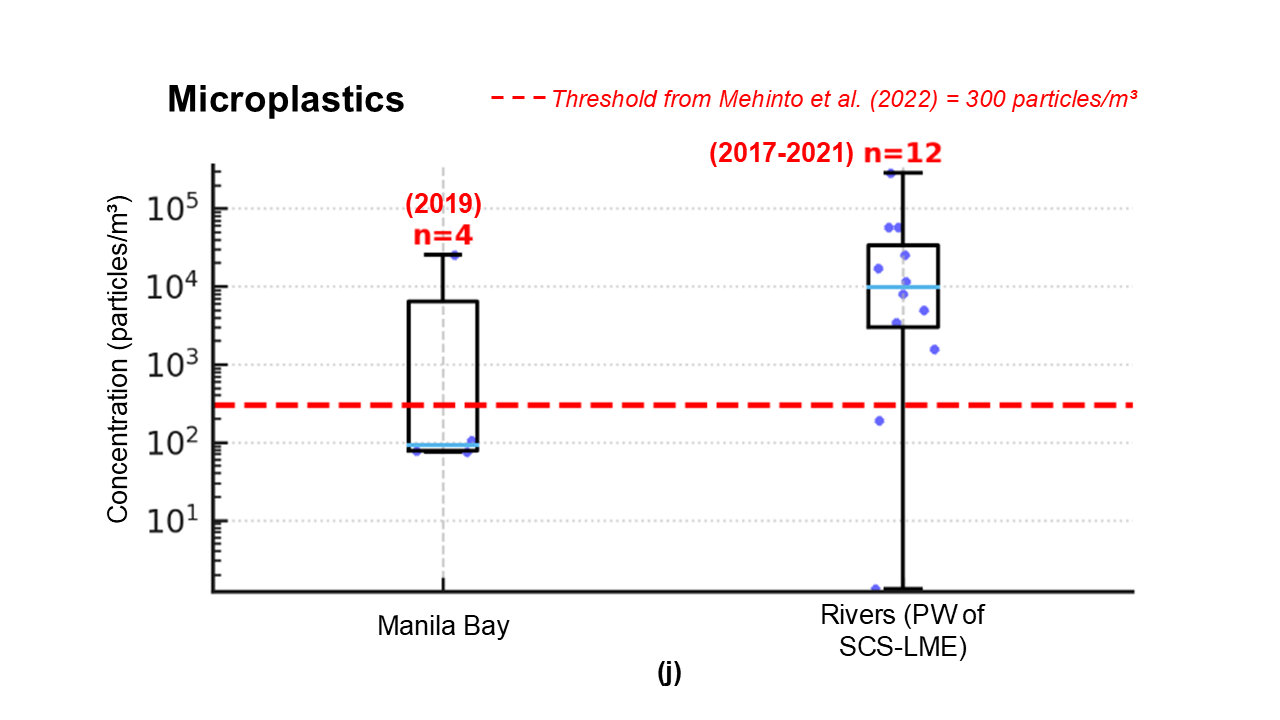 Microplastics
Threshold from Mehinto et al. (2022) = 300 particles/m³
(2017-2021) n=12
(2019)
n=4
Concentration (particles/m³)
10⁵
10⁴
10³
10²
10¹
Manila Bay
Rivers (PW of
SCS-LME)
(j)